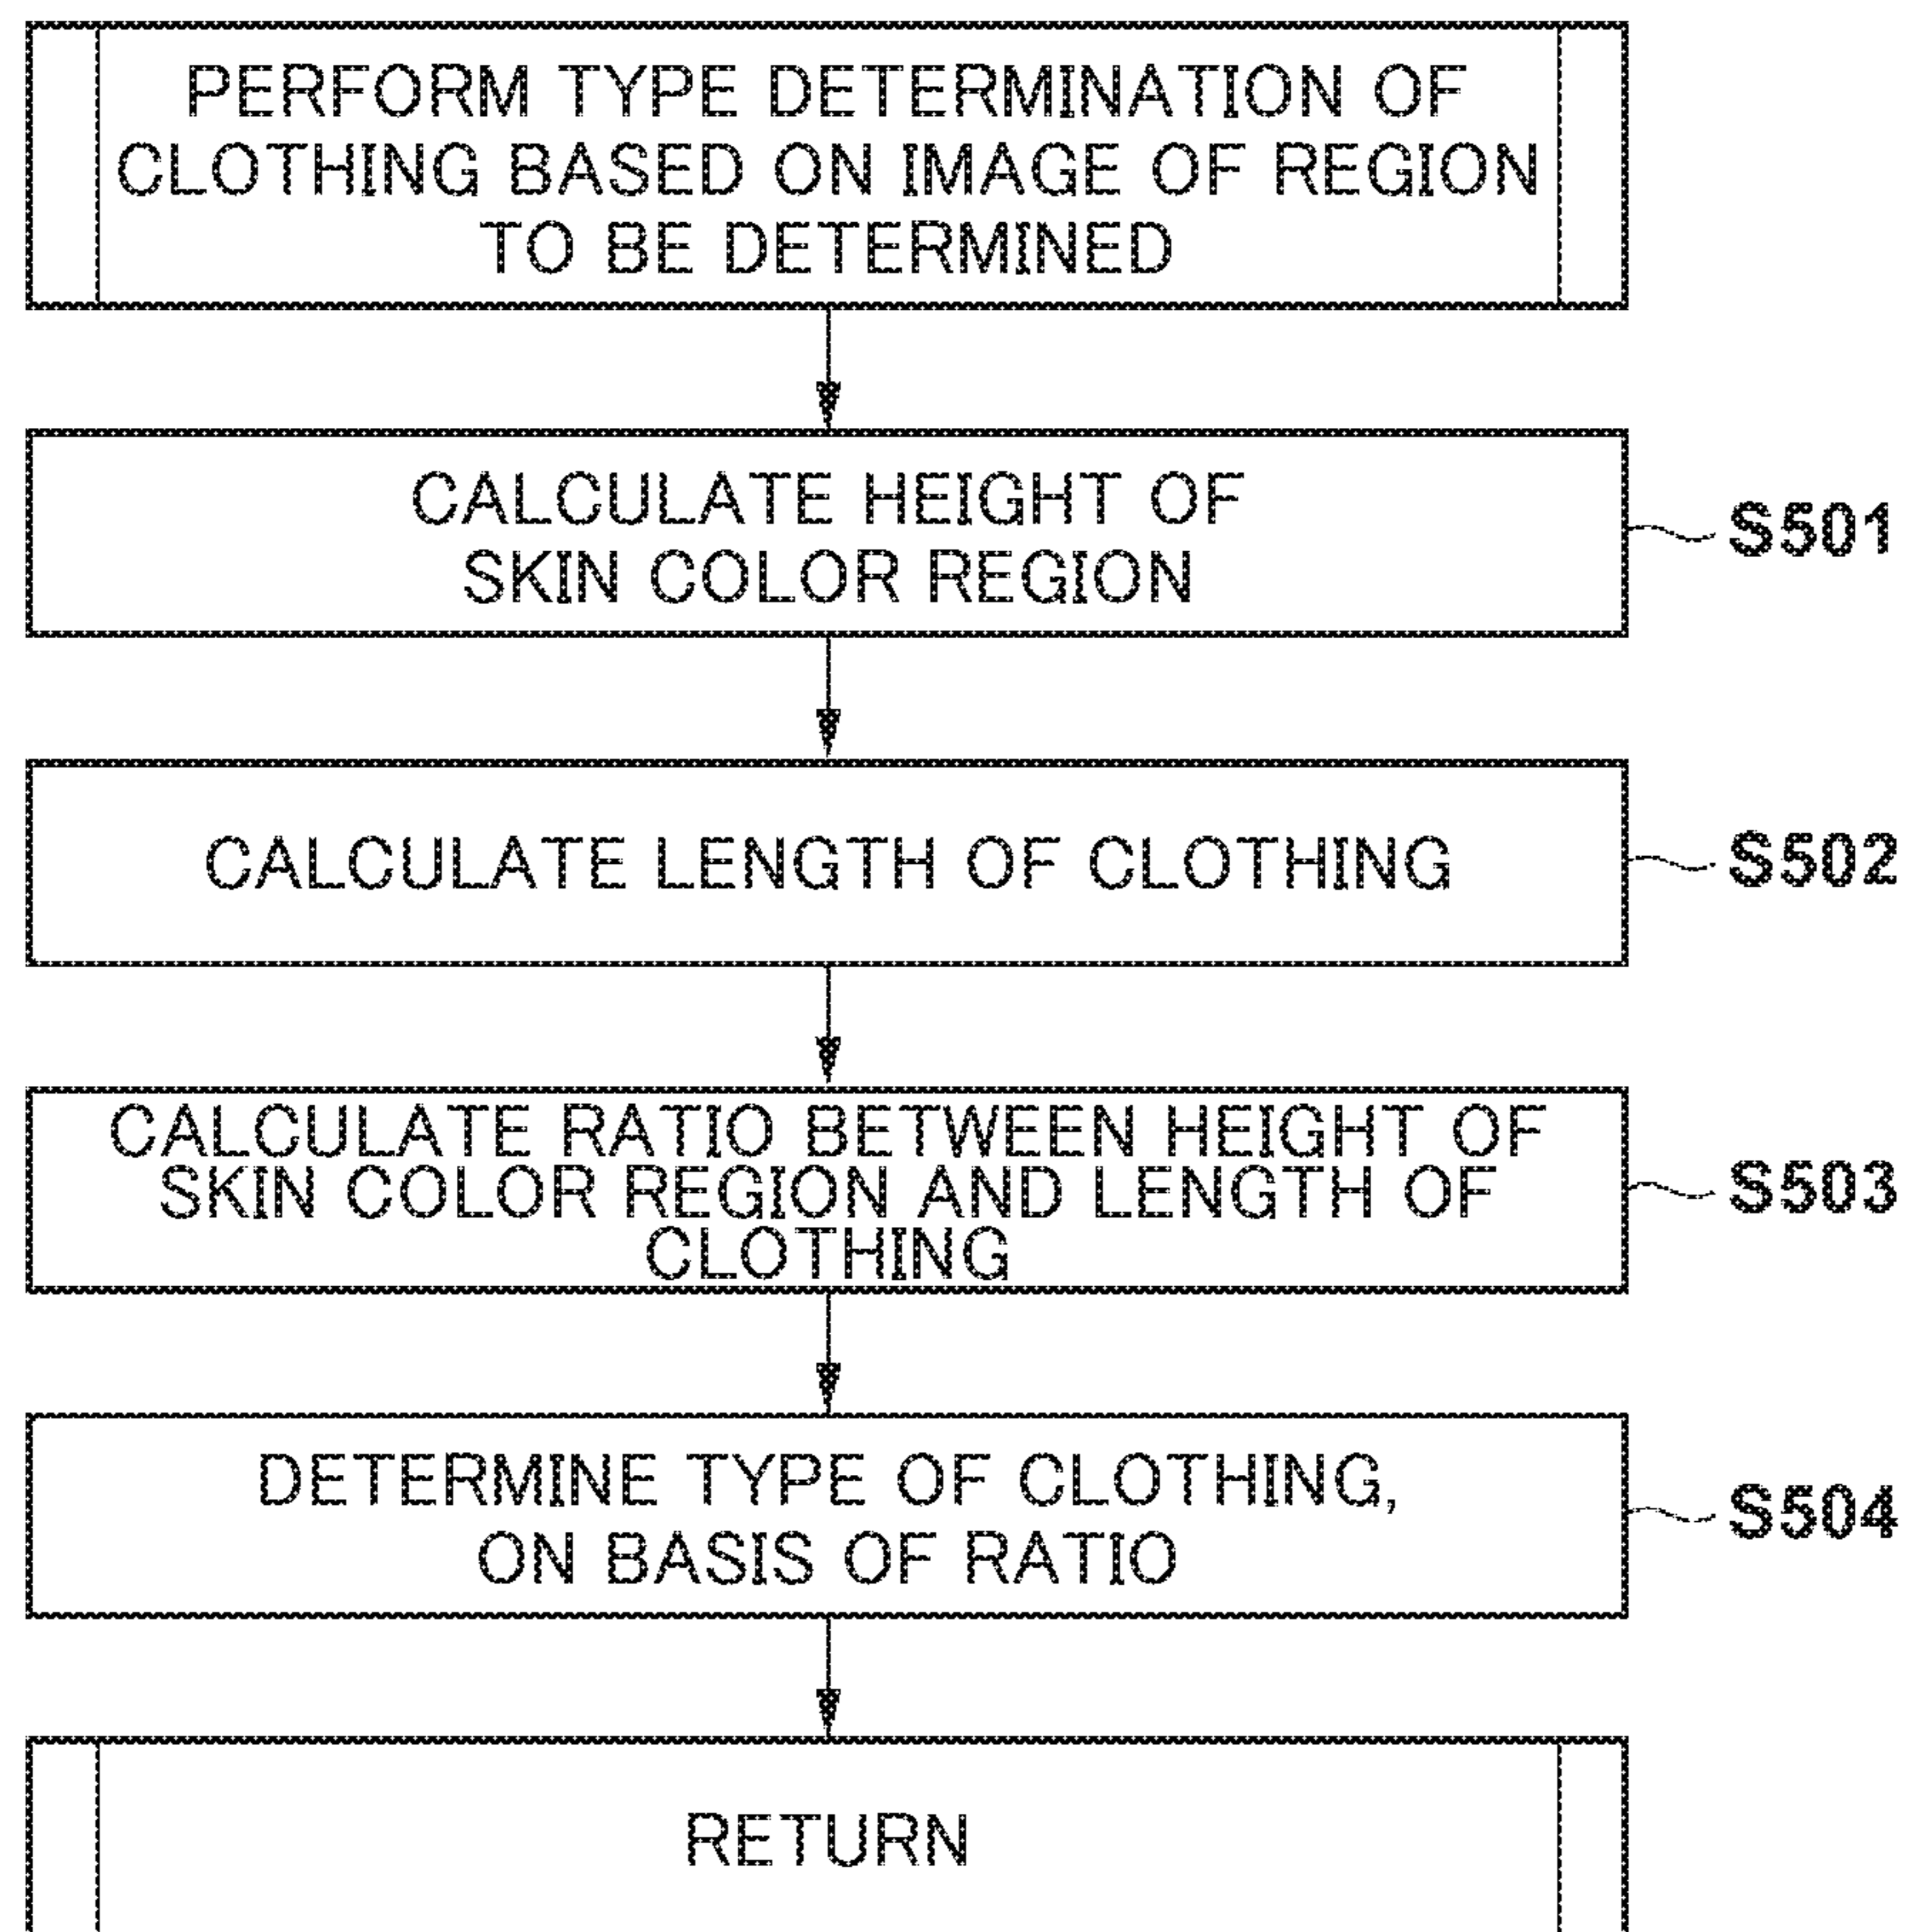 PERFORM TYPE DETERMINATION OF
CLOTHING BASED ON IMAGE OF REGION
TO BE DETERMINED
CALCULATE HEIGHT OF
SKIN COLOR REGION
S501
CALCULATE LENGTH OF CLOTHING
S502
CALCULATE RATIO BETWEEN HEIGHT OF
SKIN COLOR REGION AND LENGTH OF
CLOTHING
S503
DETERMINE TYPE OF CLOTHING,
ON BASIS OF RATIO
S504
RETURN